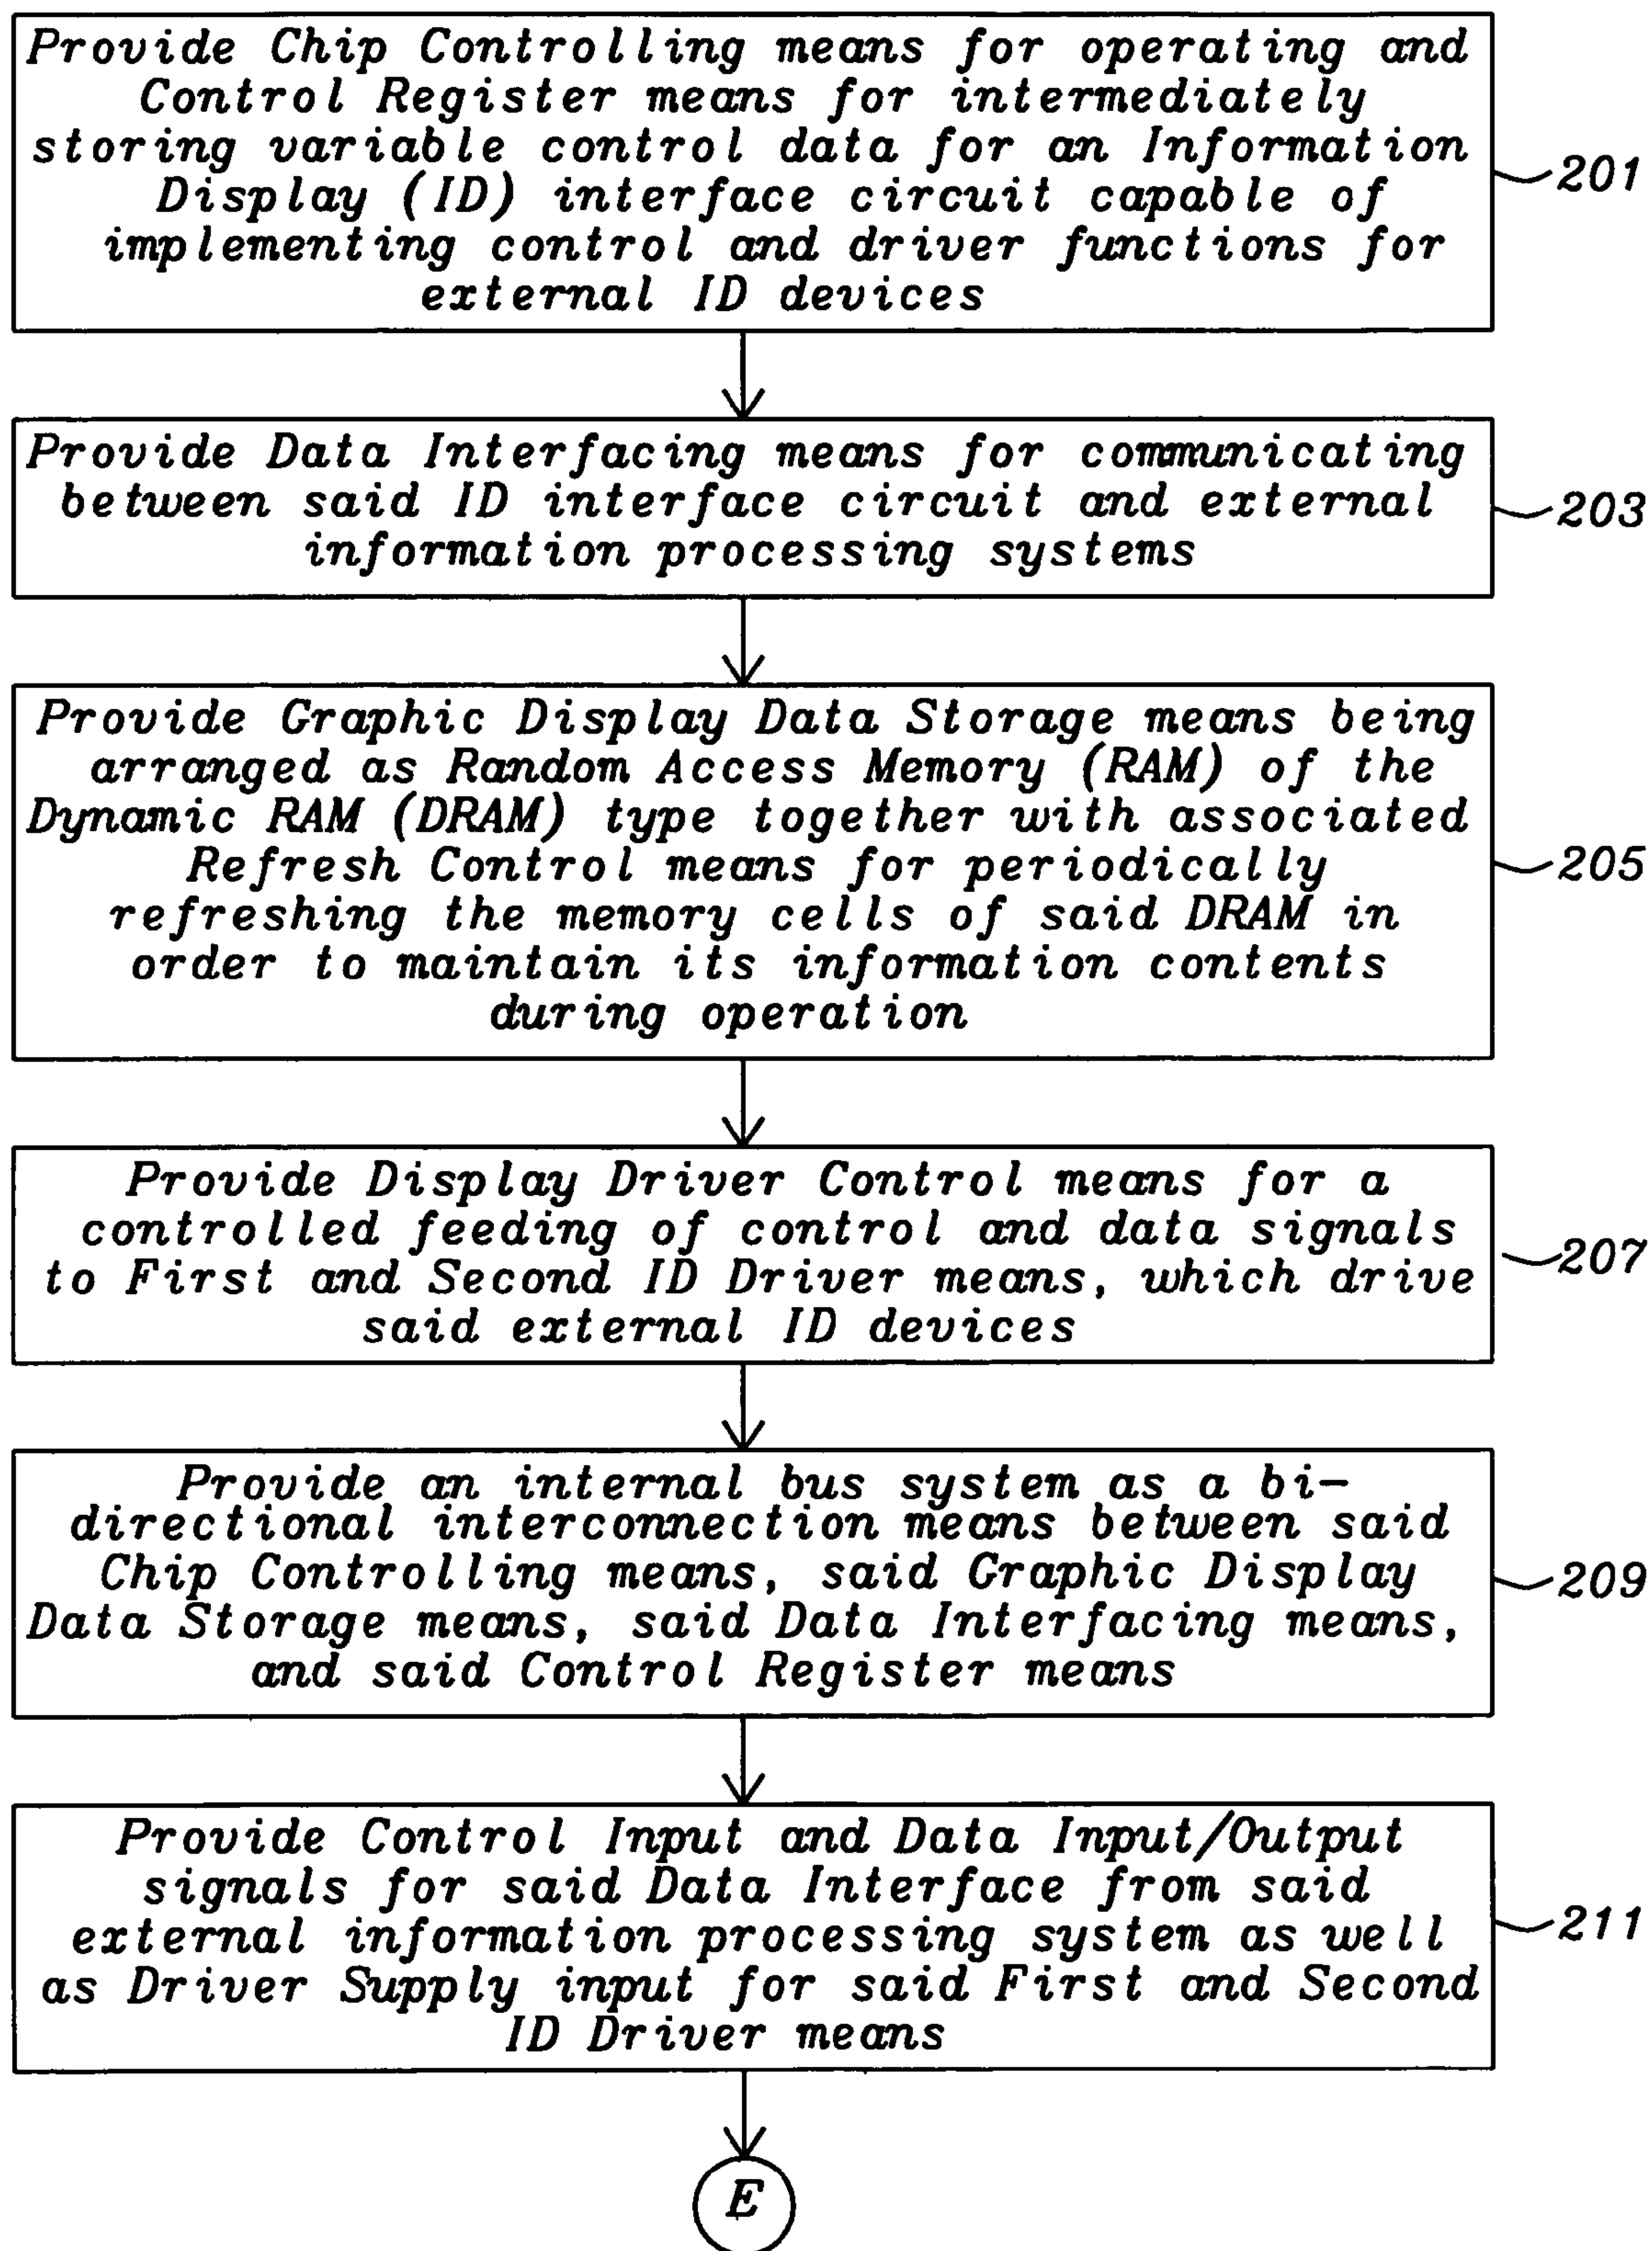 Provide Chip Controlling means for operating and
Control Register means for intermediately
storing variable control data for an Information
Display (ID) interface circuit capable of
implementing control and driver functions for
external ID devices
201
Provide Data Interfacing means for communicating
between said ID interface circuit and external
information processing systems
203
Provide Graphic Display Data Storage means being
arranged as Random Access Memory (RAM) of the
Dynamic RAM (DRAM) type together with associated
Refresh Control means for periodically
refreshing the memory cells of said DRAM in
order to maintain its information contents
during operation
205
Provide Display Driver Control means for a
controlled feeding of control and data signals
to First and Second ID Driver means, which drive
said external ID devices
207
Provide an internal bus system as a bi-
directional interconnection means between said
Chip Controlling means, said Graphic Display
Data Storage means, said Data Interfacing means,
and said Control Register means
209
Provide Control Input and Data Input/Output
signals for said Data Interface from said
external information processing system as well
as Driver Supply input for said First and Second
ID Driver means
211
E